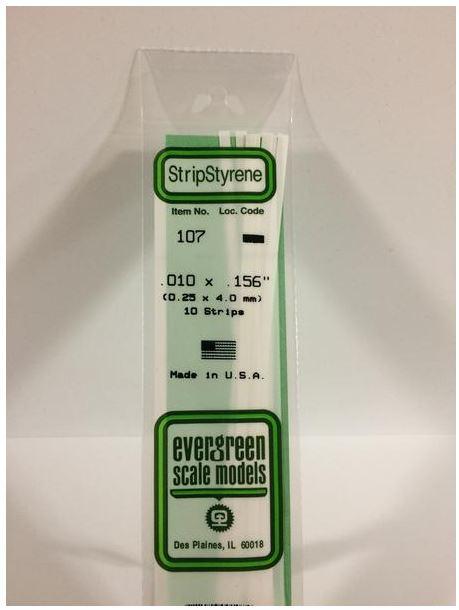 StripStyrene
Item No. Loc. Code
107
.010 x .156"
(0.25 x 4.0 mm)
10 Strips
Made in U.S.A.
evergreen
scale models
Des Plaines, IL 60018